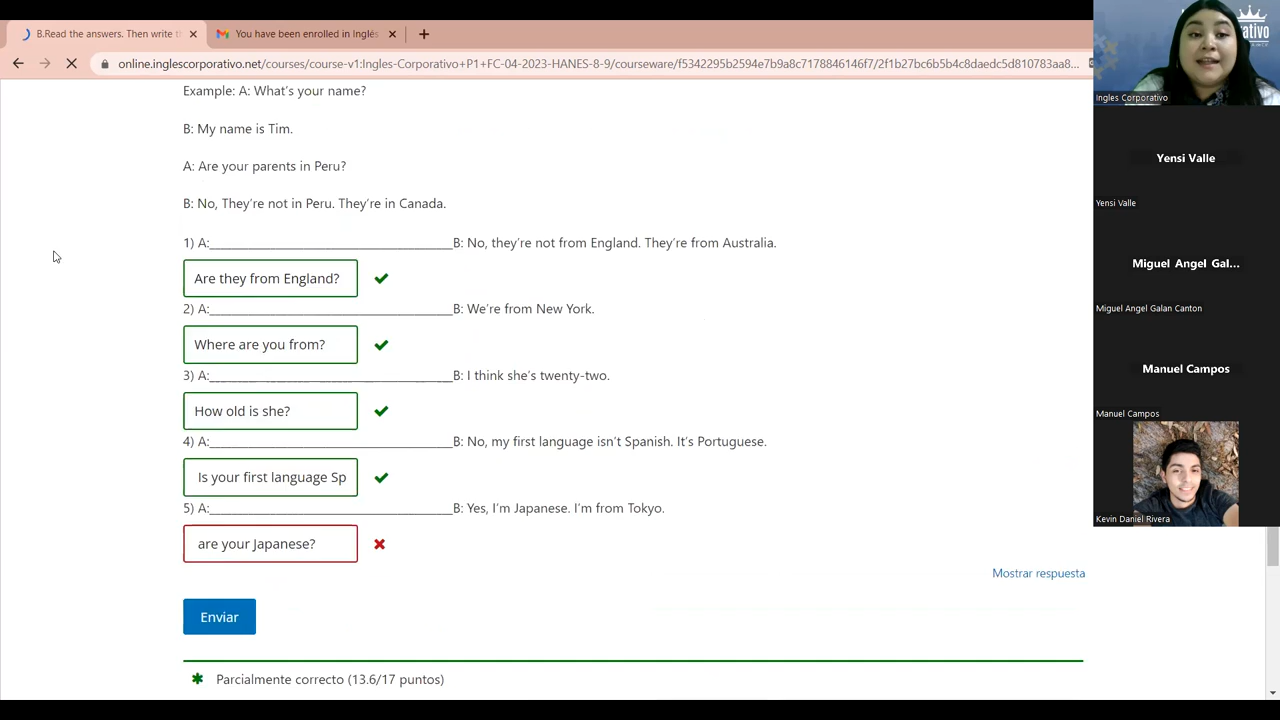 B.Read the answers. Then write th
You have been enrolled in Inglés
online.inglescorporativo.net/courses/course-v1:Ingles-Corporativo+P1+FC-04-2023-HANES-8-9/courseware/f5342295b2594e7b9a8c7178846146f7/2f1b27bc6b5b4c8daedc5d810783aa8...
Example: A: What's your name?
B: My name is Tim.
A: Are your parents in Peru?
B: No, They're not in Peru. They're in Canada.
1) A:______________________________________B: No, they're not from England. They're from Australia.
Are they from England?
2) A:______________________________________B: We're from New York.
Where are you from?
3) A:______________________________________B: I think she's twenty-two.
How old is she?
4) A:______________________________________B: No, my first language isn't Spanish. It's Portuguese.
Is your first language Sp
5) A:______________________________________B: Yes, I'm Japanese. I'm from Tokyo.
are your Japanese?
Mostrar respuesta
Enviar
Parcialmente correcto (13.6/17 puntos)
Ingles Corporativo
Yensi Valle
Yensi Valle
Miguel Angel Gal...
Miguel Angel Galan Canton
Manuel Campos
Manuel Campos
Kevin Daniel Rivera